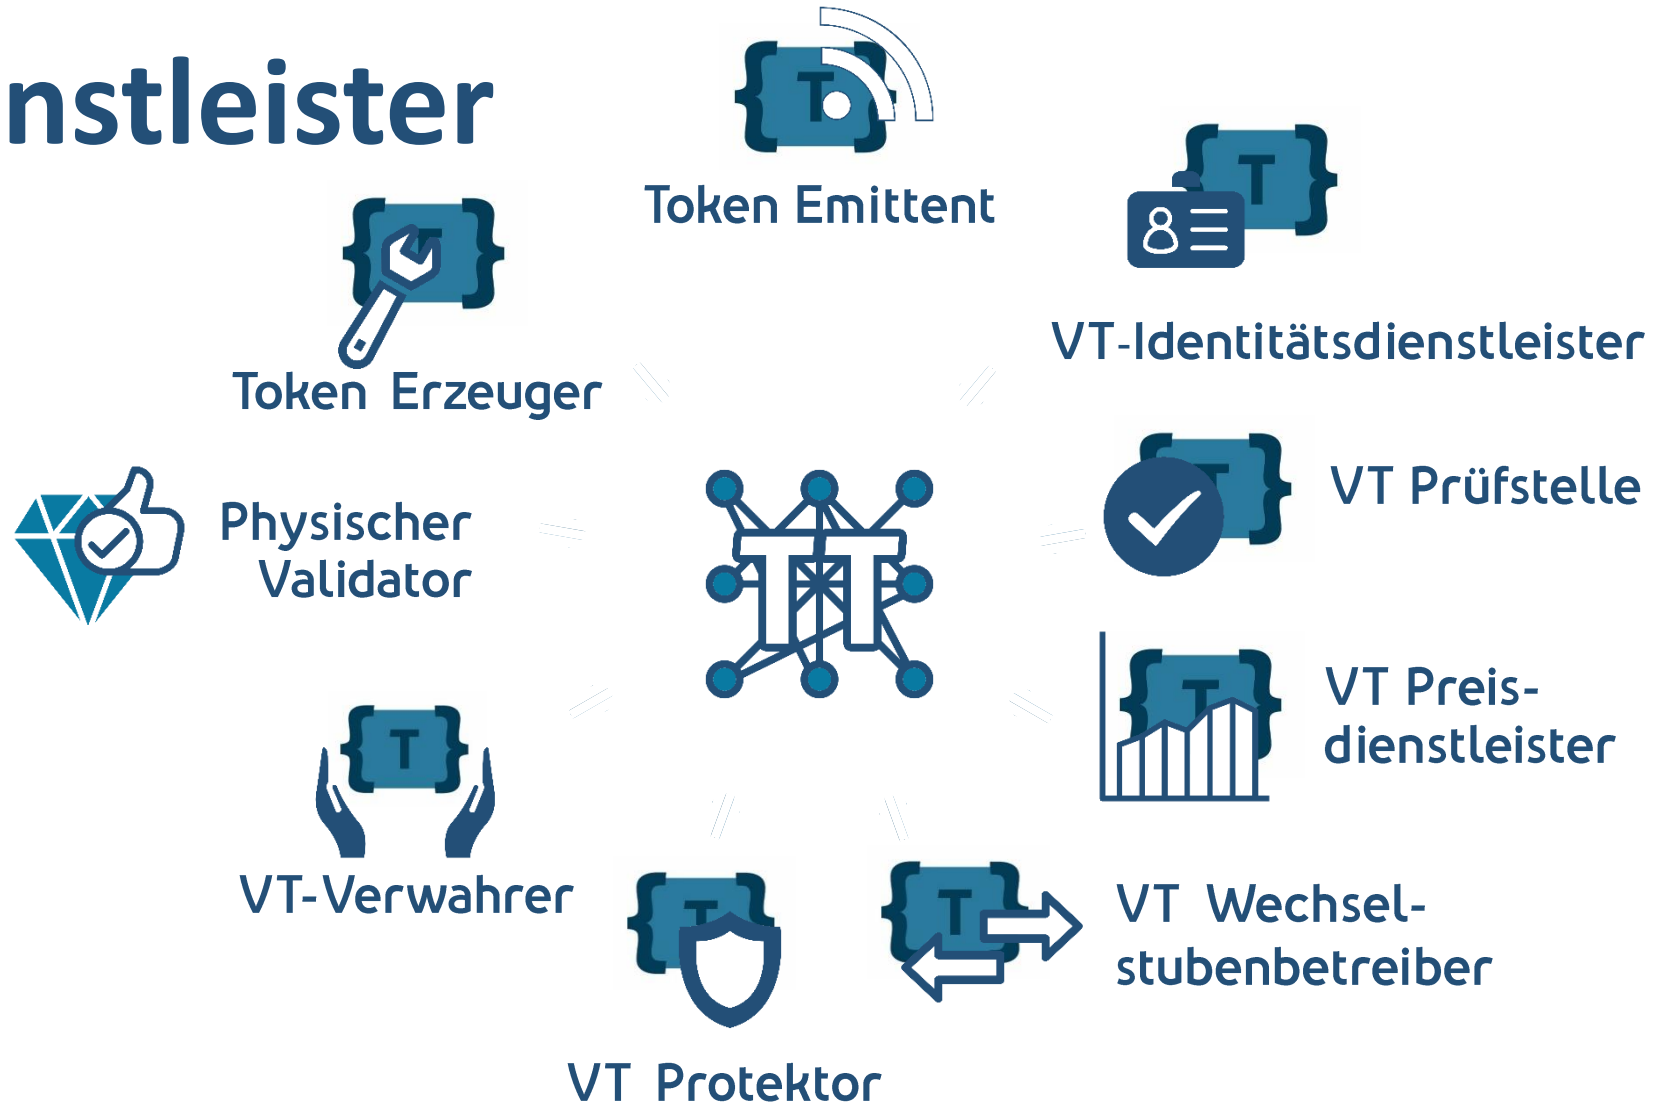 nstleister
Token Emittent
VT-Identitätsdienstleister
Token Erzeuger
VT Prüfstelle
Physischer
Validator
VT Preis-
dienstleister
VT-Verwahrer
VT Wechsel-
stubenbetreiber
VT Protektor
T
T
T
T
T
T
T
T
TT